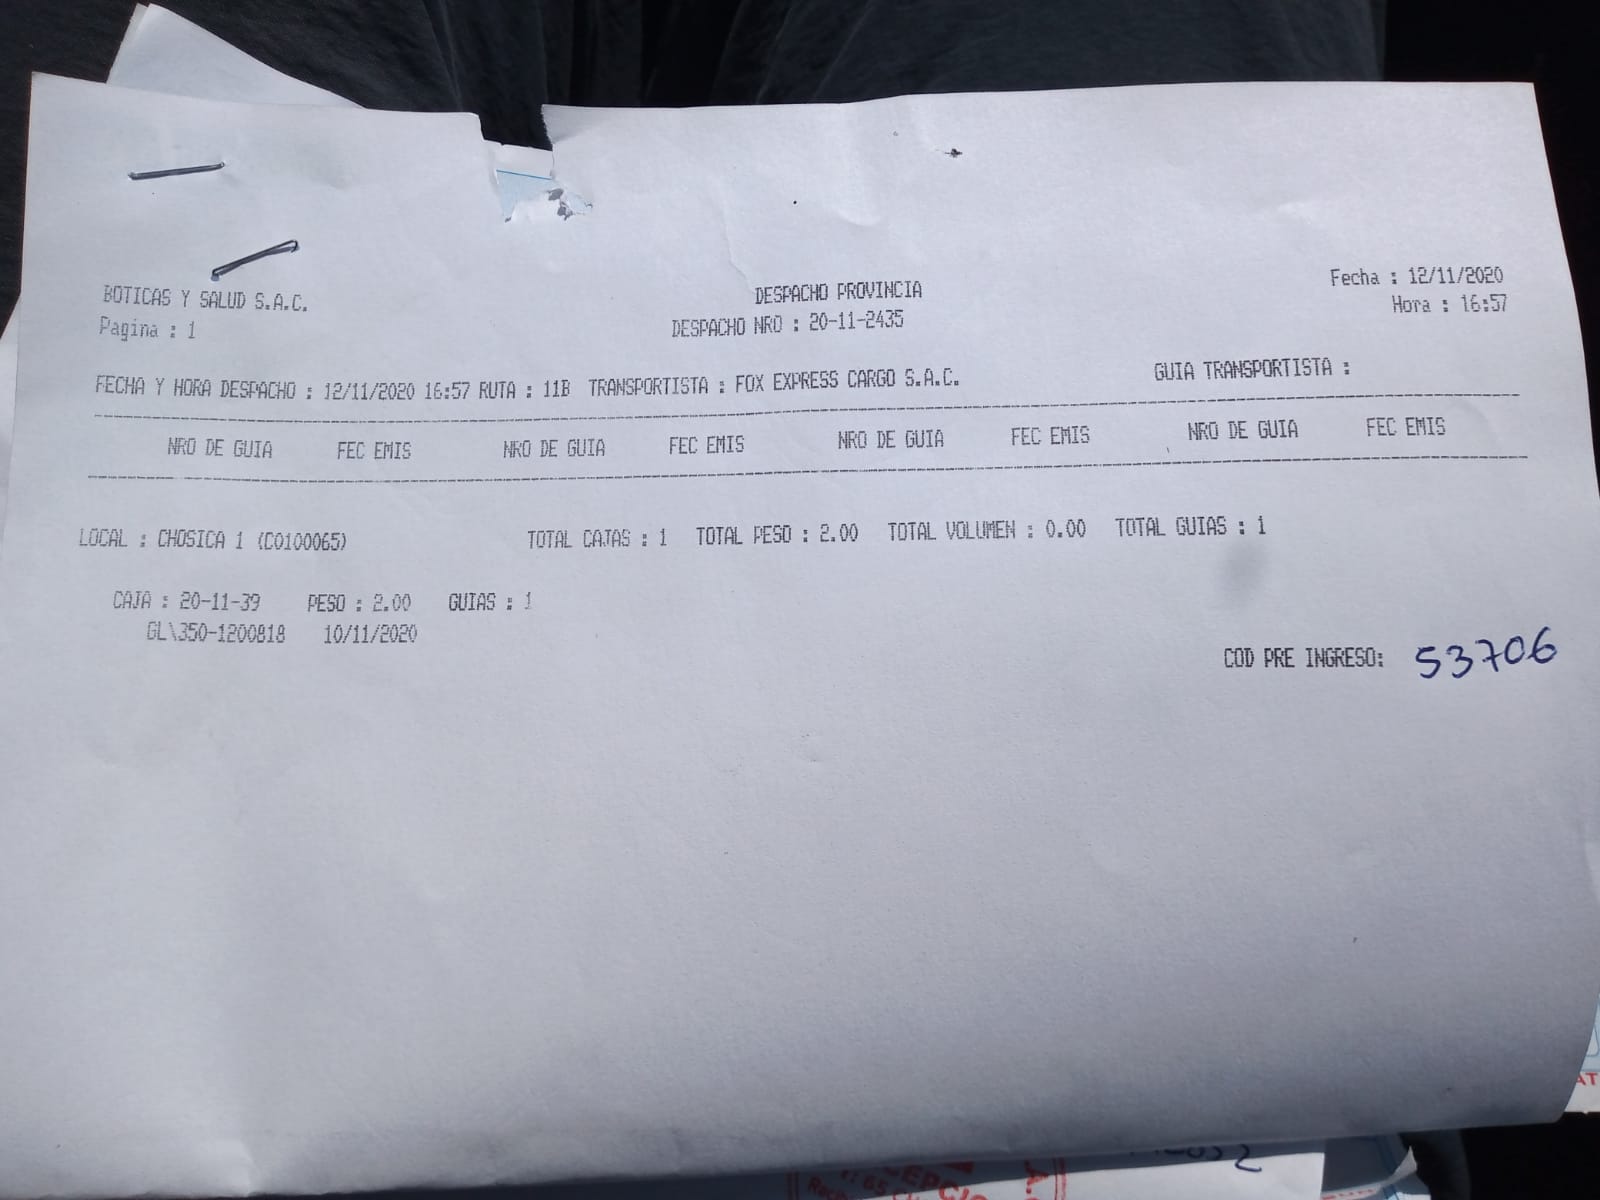 BOTICAS Y SALUD S.A.C. DESPACHO PROVINCIA Fecha : 12/11/2020
Pagina : 1 DESPACHO NRO : 20-11-2435 Hora : 16:57
FECHA Y HORA DESPACHO : 12/11/2020 16:57 RUTA : 11B TRANSPORTISTA : FOX EXPRESS CARGO S.A.C. GUIA TRANSPORTISTA :
NRO DE GUIA FEC EMIS NRO DE GUIA FEC EMIS NRO DE GUIA FEC EMIS NRO DE GUIA FEC EMIS
LOCAL : CHOSICA 1 (C0100065) TOTAL CAJAS : 1 TOTAL PESO : 2.00 TOTAL VOLUMEN : 0.00 TOTAL GUIAS : 1
CAJA : 20-11-39 PESO : 2.00 GUIAS : 1
GL\350-1200818 10/11/2020
COD PRE INGRESO: 53706